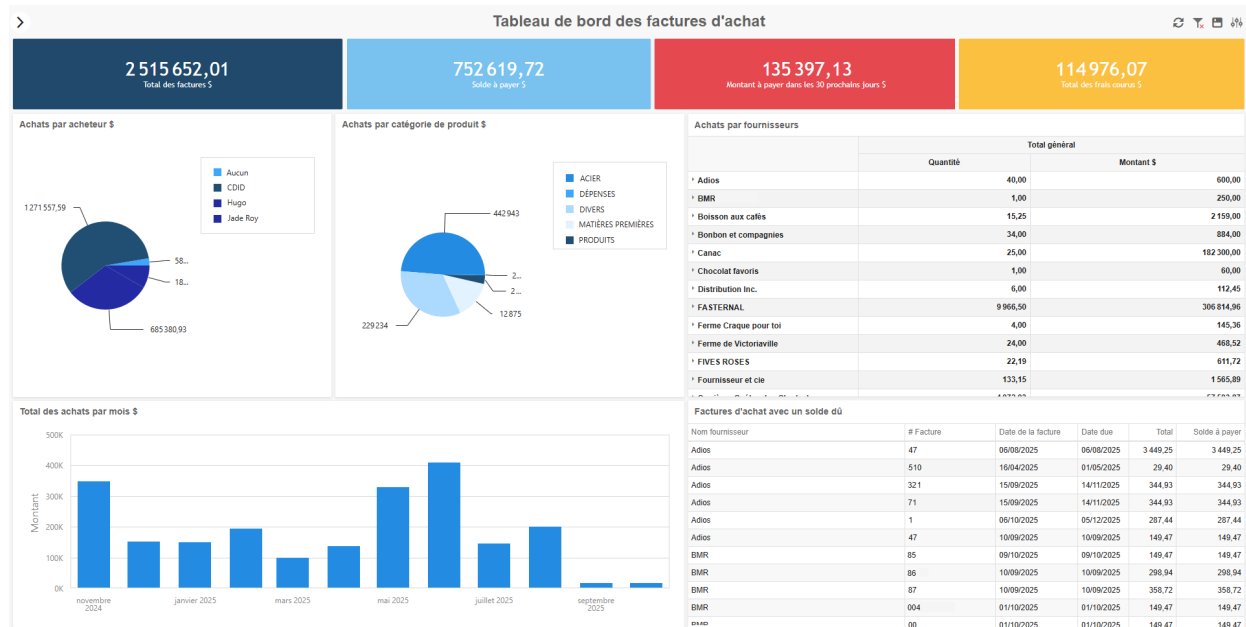 Tableau de bord des factures d'achat
2 515 652,01
Total des factures $
752 619,72
Solde à payer $
135 397,13
Montant à payer dans les 30 prochains jours $
114 976,07
Total des frais courus $
Achats par acheteur $
Aucun
CDID
Hugo
Jade Roy
1 271 557,59
58...
18...
685 380,93
Achats par catégorie de produit $
ACIER
DÉPENSES
DIVERS
MATIÈRES PREMIÈRES
PRODUITS
442 943
2...
2...
12 875
229 234
Achats par fournisseurs
Total général
Quantité Montant $
Adios 40,00 600,00
BMR 1,00 250,00
Boisson aux cafés 15,25 2 159,00
Bonbon et compagnies 34,00 884,00
Canac 25,00 182 300,00
Chocolat favoris 1,00 60,00
Distribution Inc. 6,00 112,45
FASTERNAL 9 966,50 306 814,96
Ferme Craque pour toi 4,00 145,36
Ferme de Victoriaville 24,00 468,52
FIVES ROSES 22,19 611,72
Fournisseur et cie 133,15 1 565,89
Total des achats par mois $
500K
400K
300K
200K
100K
0K
Montant
novembre 2024
janvier 2025
mars 2025
mai 2025
juillet 2025
septembre 2025
Factures d'achat avec un solde dû
Nom fournisseur # Facture Date de la facture Date due Total Solde à payer
Adios 47 06/08/2025 06/08/2025 3 449,25 3 449,25
Adios 510 16/04/2025 01/05/2025 29,40 29,40
Adios 321 15/09/2025 14/11/2025 344,93 344,93
Adios 71 15/09/2025 14/11/2025 344,93 344,93
Adios 1 06/10/2025 05/12/2025 287,44 287,44
Adios 47 10/09/2025 10/09/2025 149,47 149,47
BMR 85 09/10/2025 09/10/2025 149,47 149,47
BMR 86 10/09/2025 10/09/2025 298,94 298,94
BMR 87 10/09/2025 10/09/2025 358,72 358,72
BMR 004 01/10/2025 01/10/2025 149,47 149,47
BMR 00 01/10/2025 01/10/2025 149,47 149,47